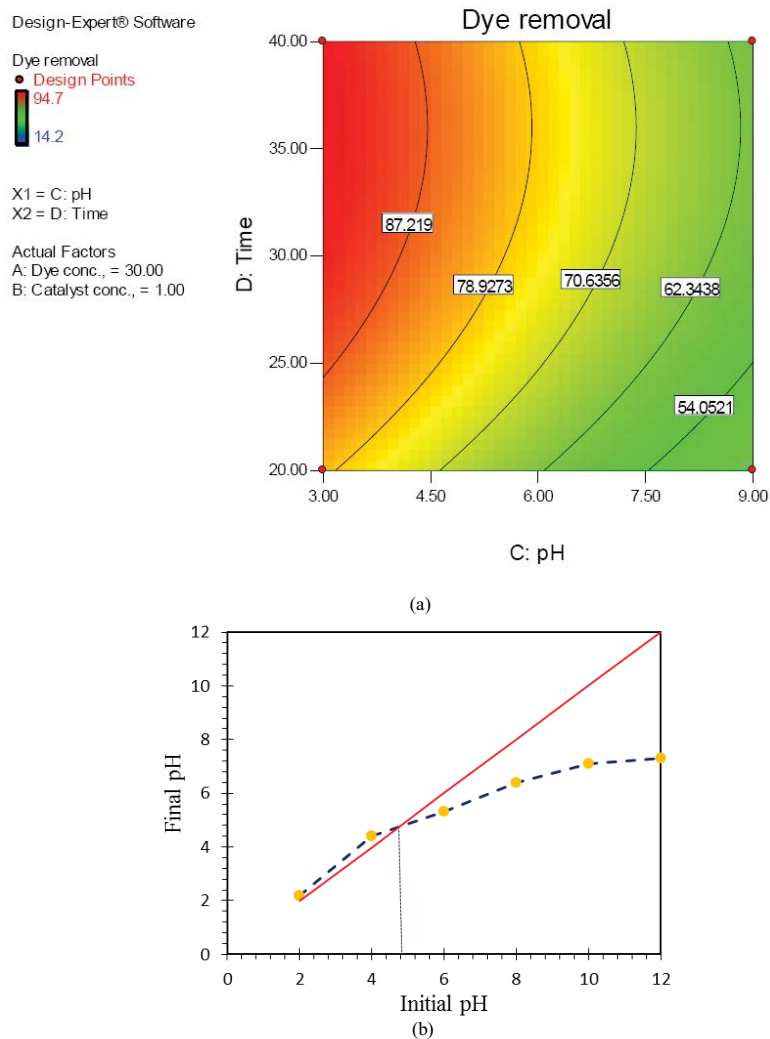 Design-Expert® Software
Dye removal
Design Points
94.7
14.2
X1 = C: pH
X2 = D: Time
Actual Factors
A: Dye conc., = 30.00
B: Catalyst conc., = 1.00
Dye removal
40.00
35.00
30.00
25.00
20.00
D: Time
87.219
78.9273
70.6356
62.3438
54.0521
3.00 4.50 6.00 7.50 9.00
C: pH
(a)
12
10
8
6
4
2
0
Final pH
0 2 4 6 8 10 12
Initial pH
(b)